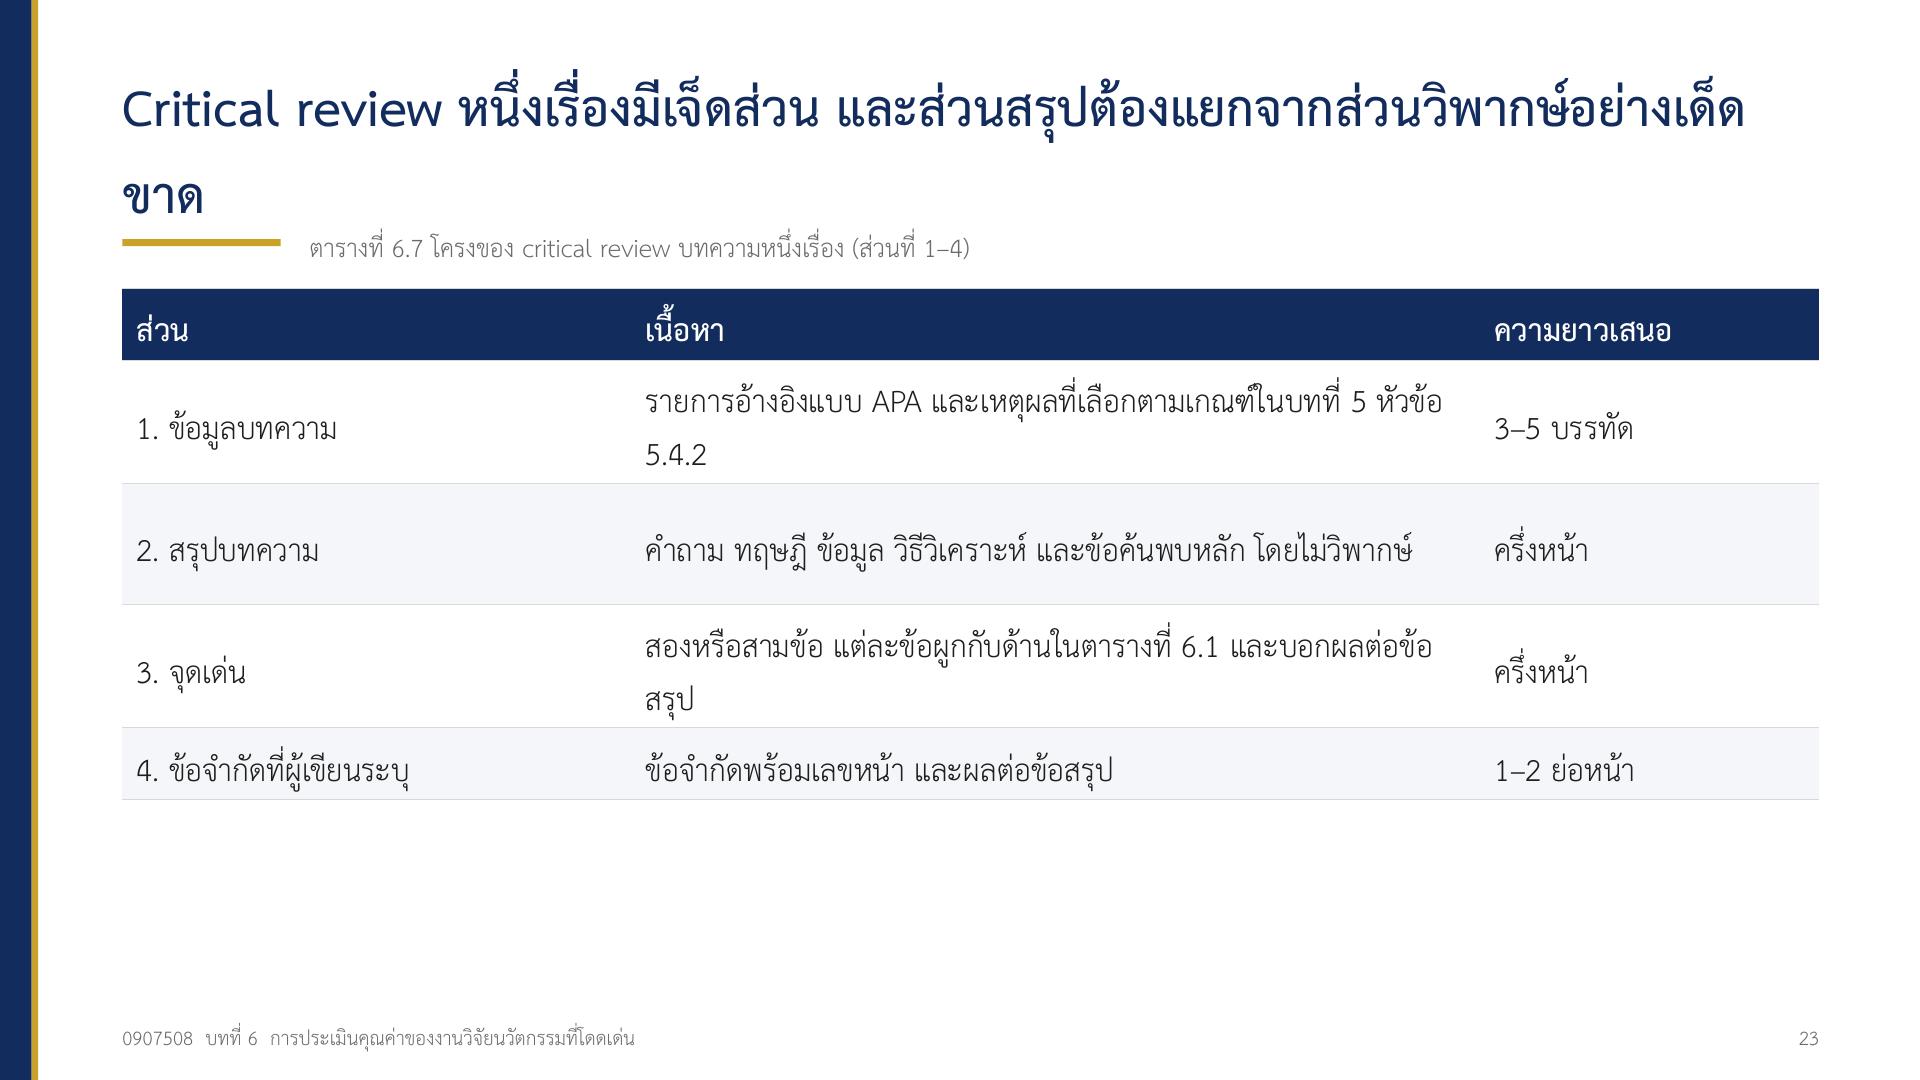 Critical review หนึ่งเรื่องมีเจ็ดส่วน และส่วนสรุปต้องแยกจากส่วนวิพากษ์อย่างเด็ด
ขาด
ตารางที่ 6.7 โครงของ critical review บทความหนึ่งเรื่อง (ส่วนที่ 1–4)
ส่วน เนื้อหา ความยาวเสนอ
รายการอ้างอิงแบบ APA และเหตุผลที่เลือกตามเกณฑ์ในบทที่ 5 หัวข้อ
1. ข้อมูลบทความ 3–5 บรรทัด
5.4.2
2. สรุปบทความ คำถาม ทฤษฎี ข้อมูล วิธีวิเคราะห์ และข้อค้นพบหลัก โดยไม่วิพากษ์ ครึ่งหน้า
สองหรือสามข้อ แต่ละข้อผูกกับด้านในตารางที่ 6.1 และบอกผลต่อข้อ
3. จุดเด่น ครึ่งหน้า
สรุป
4. ข้อจำกัดที่ผู้เขียนระบุ ข้อจำกัดพร้อมเลขหน้า และผลต่อข้อสรุป 1–2 ย่อหน้า
0907508 บทที่ 6 การประเมินคุณค่าของงานวิจัยนวัตกรรมที่โดดเด่น 23